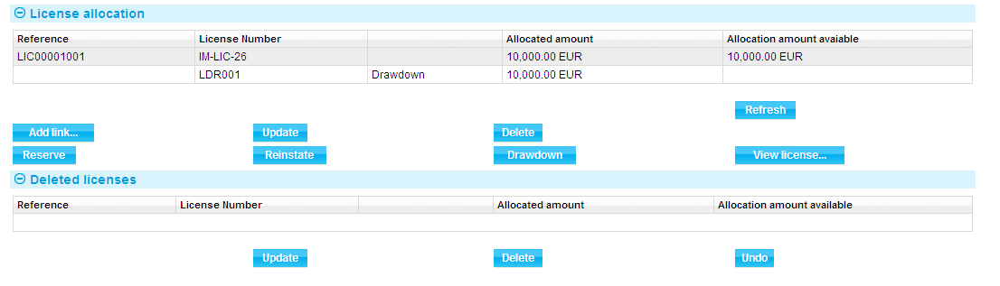 License allocation
Reference License Number Allocated amount Allocation amount avaiable
LIC00001001 IM-LIC-26 10,000.00 EUR 10,000.00 EUR
LDR001 Drawdown 10,000.00 EUR
Refresh
Add link... Update Delete
Reserve Reinstate Drawdown View license...
Deleted licenses
Reference License Number Allocated amount Allocation amount available
Update Delete Undo